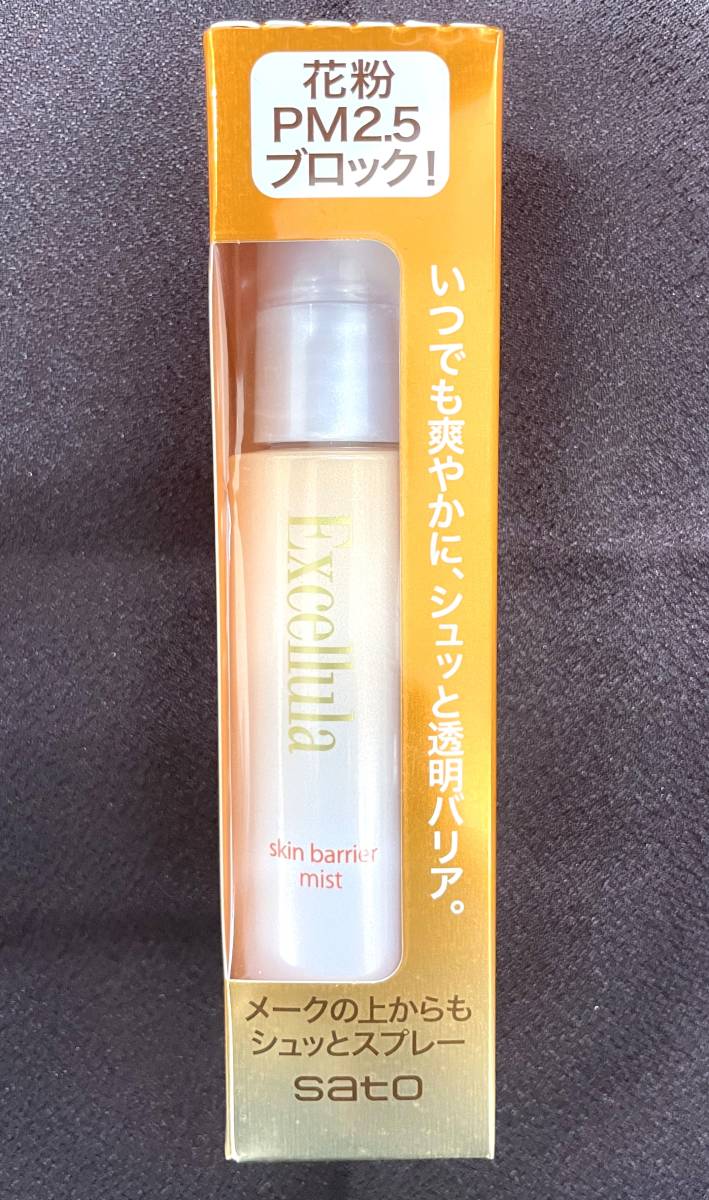 花粉
PM2.5
ブロック!
いつでも爽やかに、シュッと透明バリア。
Excellula
skin barrier
mist
メークの上からも
シュッとスプレー
sato